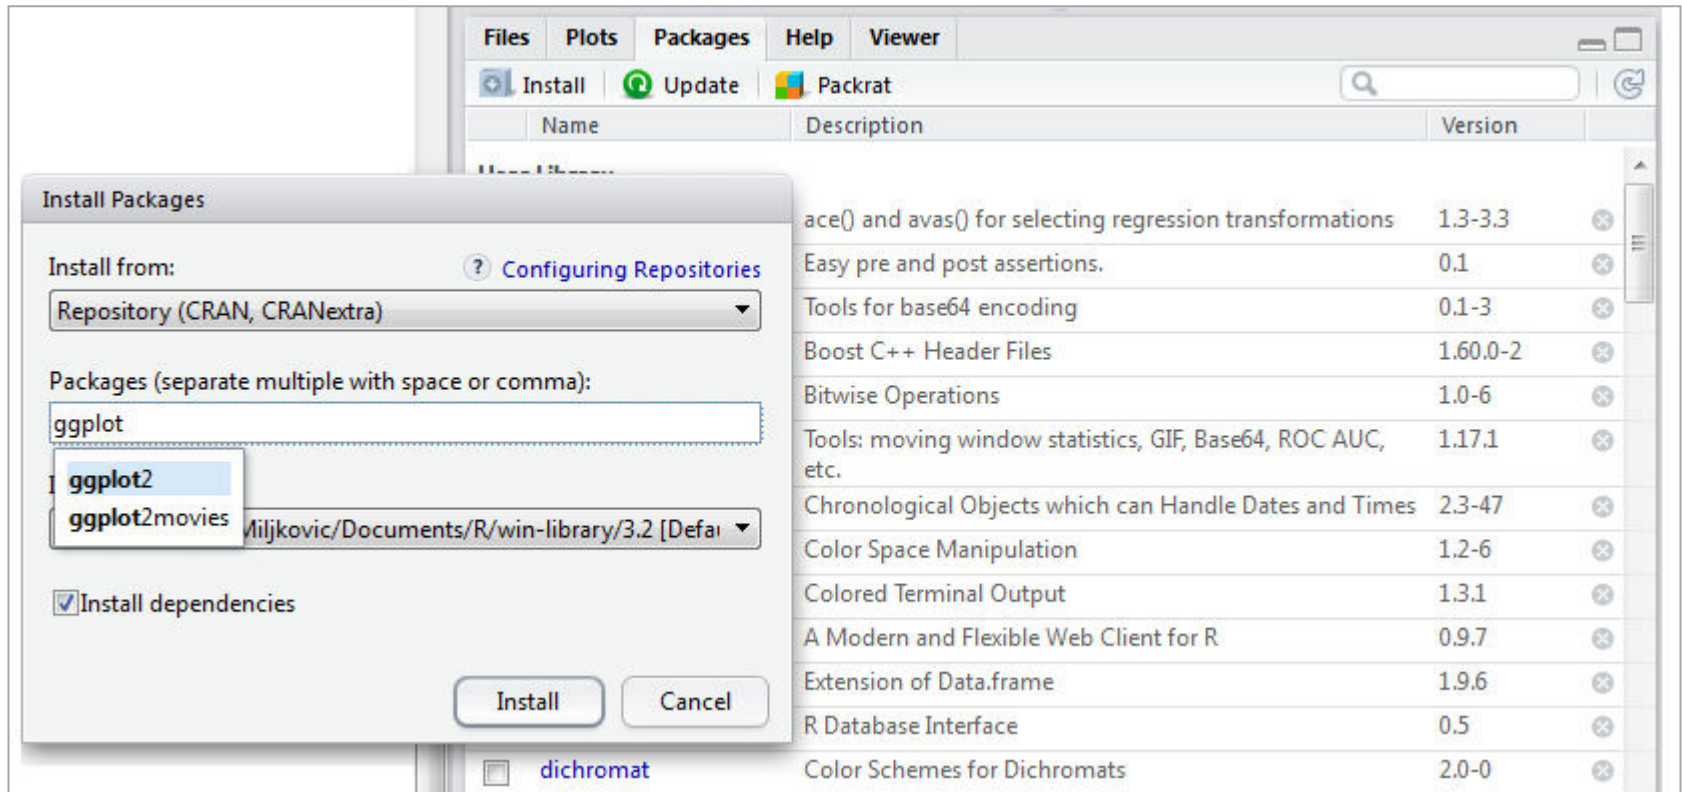 Files Plots Packages Help Viewer
Install Update Packrat
Name Description Version
User Library
Install Packages
Install from:
? Configuring Repositories
Repository (CRAN, CRANextra)
Packages (separate multiple with space or comma):
ggplot
ggplot2
ggplot2movies
Miljkovic/Documents/R/win-library/3.2 [Defau
Install dependencies
Install Cancel
ace() and avas() for selecting regression transformations 1.3-3.3
Easy pre and post assertions. 0.1
Tools for base64 encoding 0.1-3
Boost C++ Header Files 1.60.0-2
Bitwise Operations 1.0-6
Tools: moving window statistics, GIF, Base64, ROC AUC, 1.17.1
etc.
Chronological Objects which can Handle Dates and Times 2.3-47
Color Space Manipulation 1.2-6
Colored Terminal Output 1.3.1
A Modern and Flexible Web Client for R 0.9.7
Extension of Data.frame 1.9.6
R Database Interface 0.5
dichromat Color Schemes for Dichromats 2.0-0